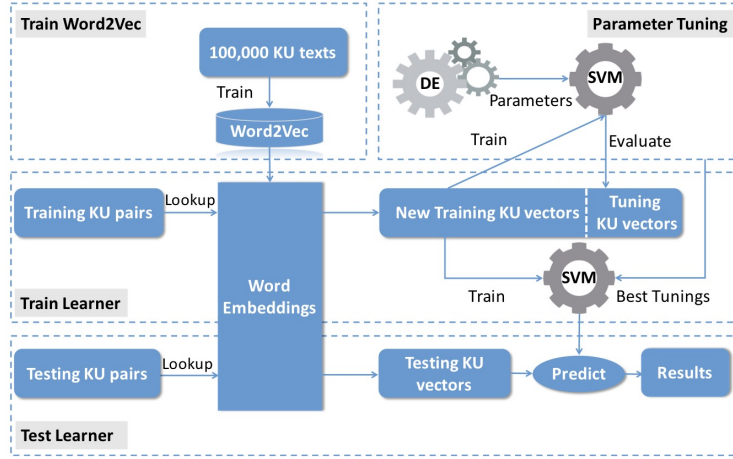 Train Word2Vec
100,000 KU texts
Train
Word2Vec
Parameter Tuning
DE
SVM
Parameters
Train
Evaluate
Training KU pairs
Lookup
Word
Embeddings
New Training KU vectors
Tuning
KU vectors
SVM
Train
Best Tunings
Train Learner
Testing KU pairs
Lookup
Testing KU
vectors
Predict
Results
Test Learner